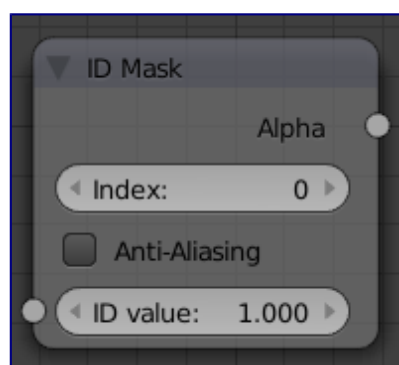 ID Mask
Alpha
Index: 0
Anti-Aliasing
ID value: 1.000